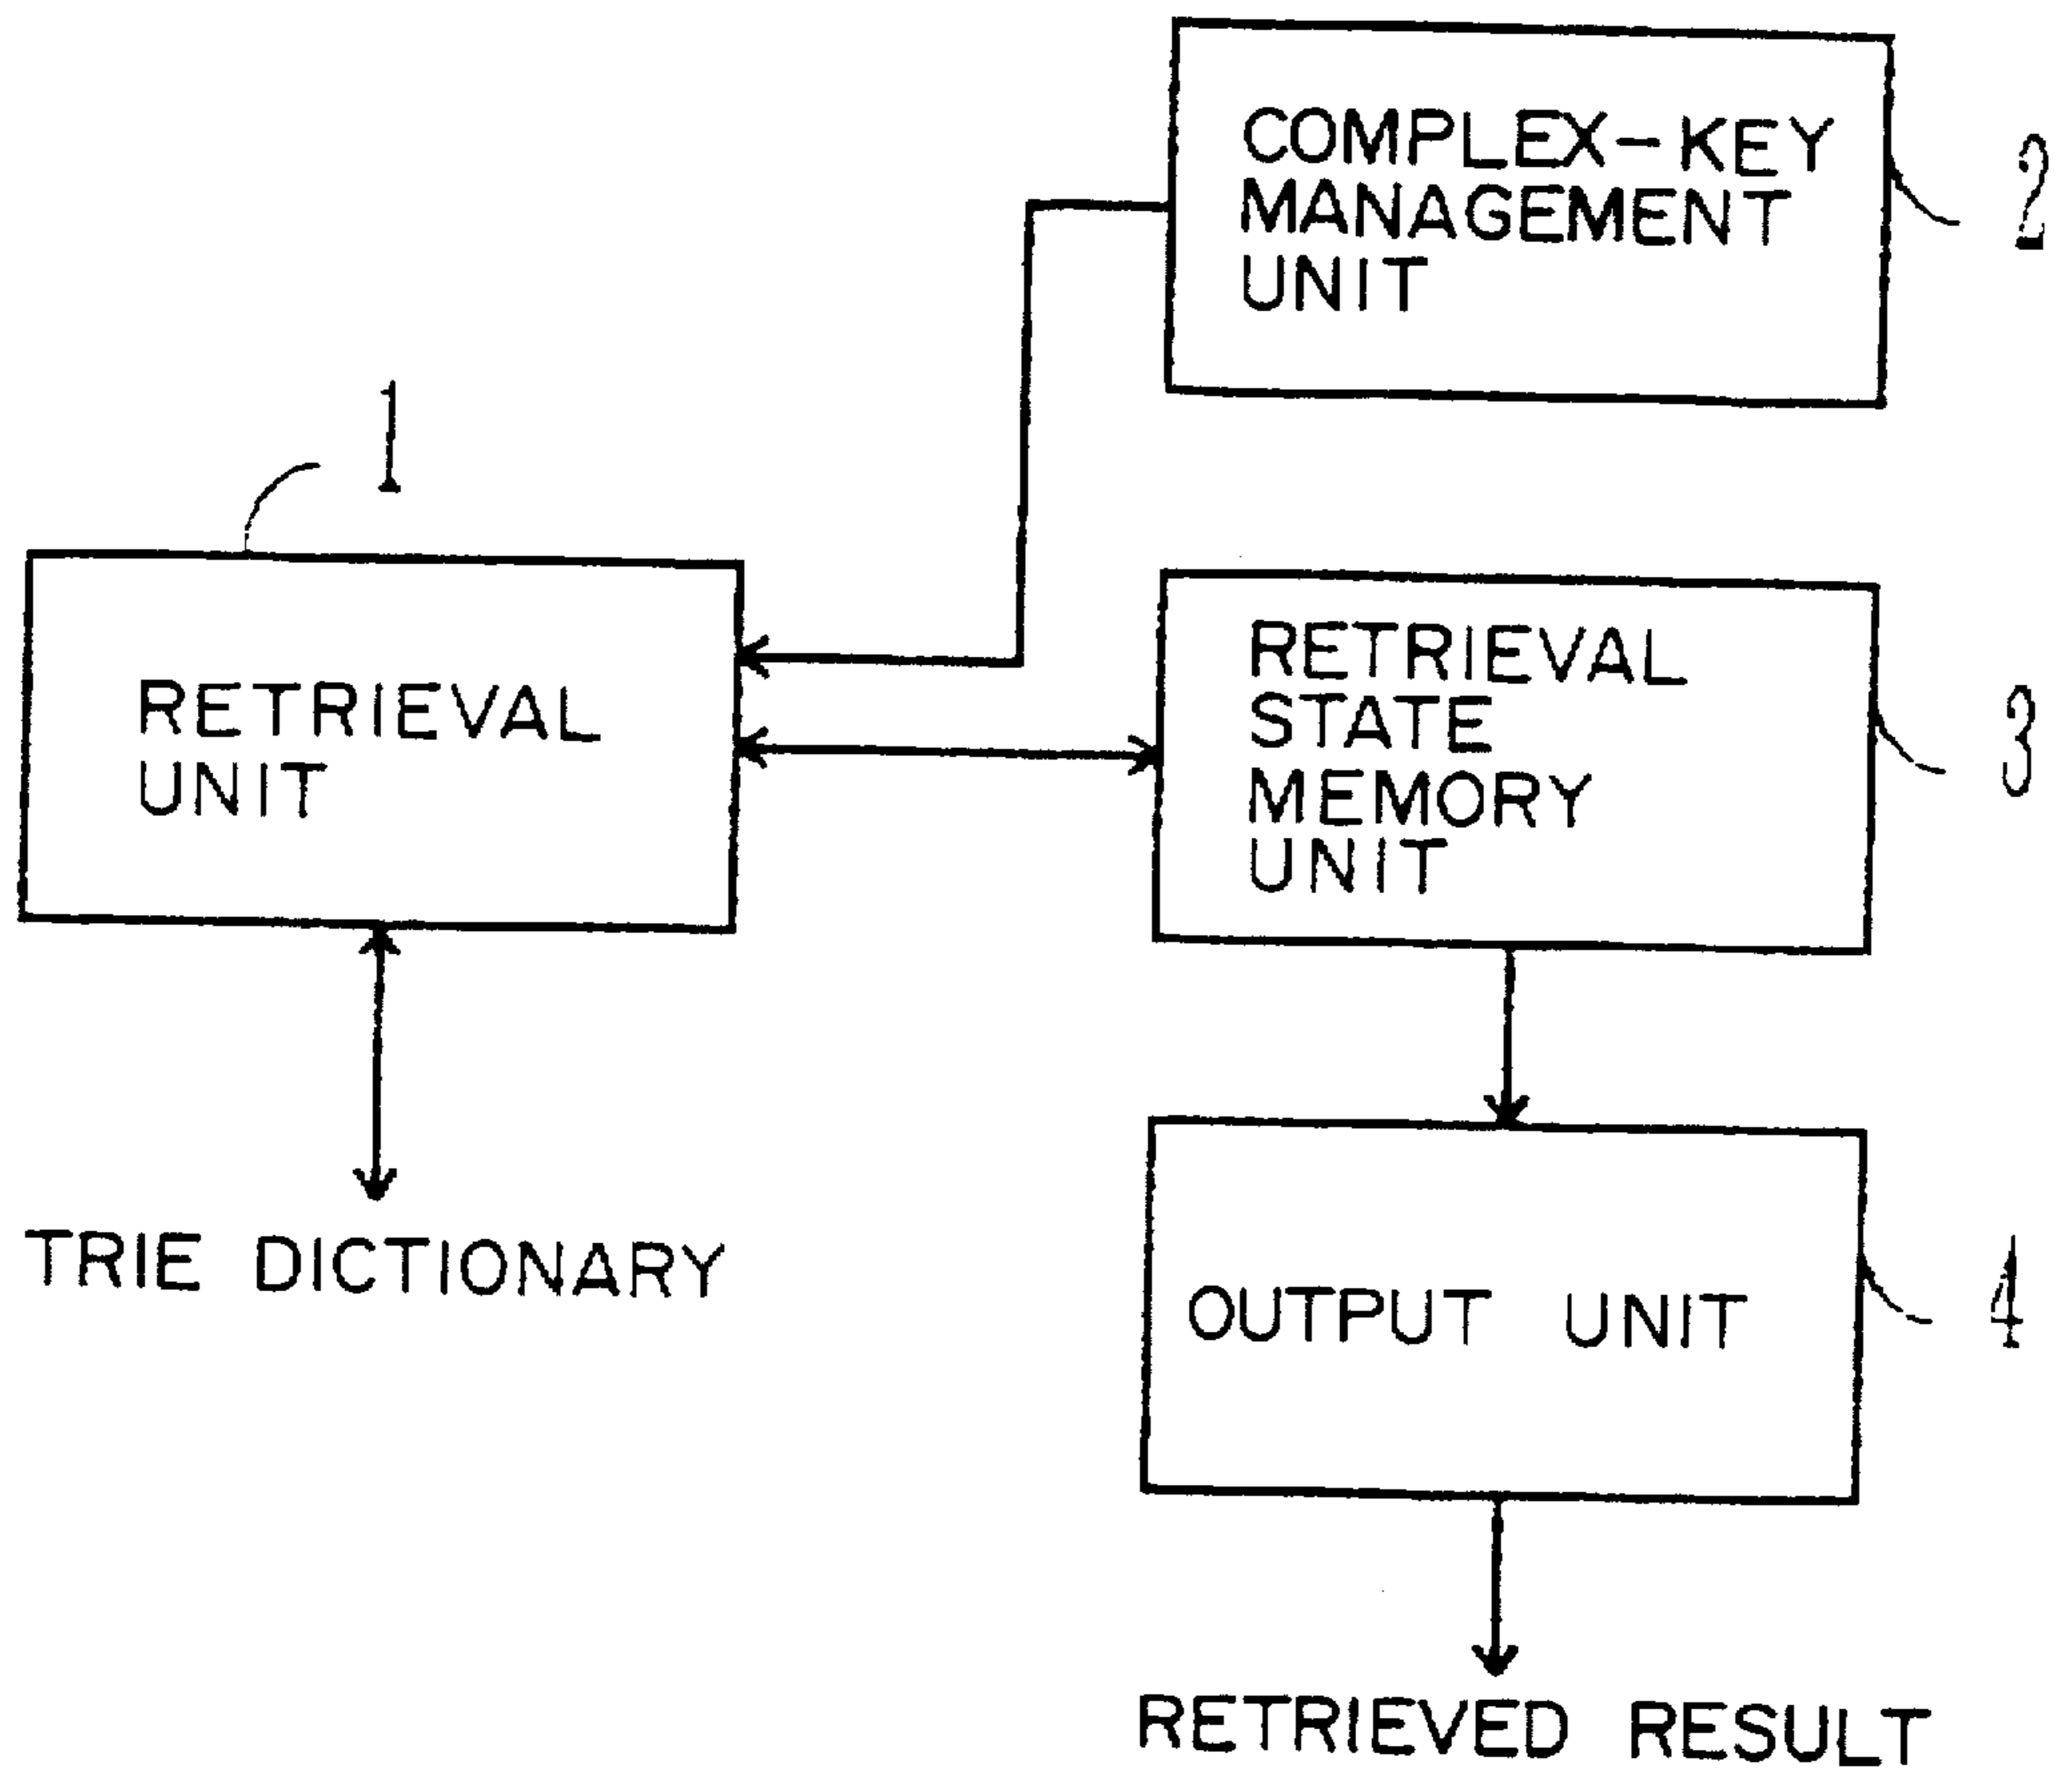 COMPLEX-KEY
MANAGEMENT
UNIT
2
1
RETRIEVAL
UNIT
RETRIEVAL
STATE
MEMORY
UNIT
3
TRIE DICTIONARY
OUTPUT UNIT
4
RETRIEVED RESULT